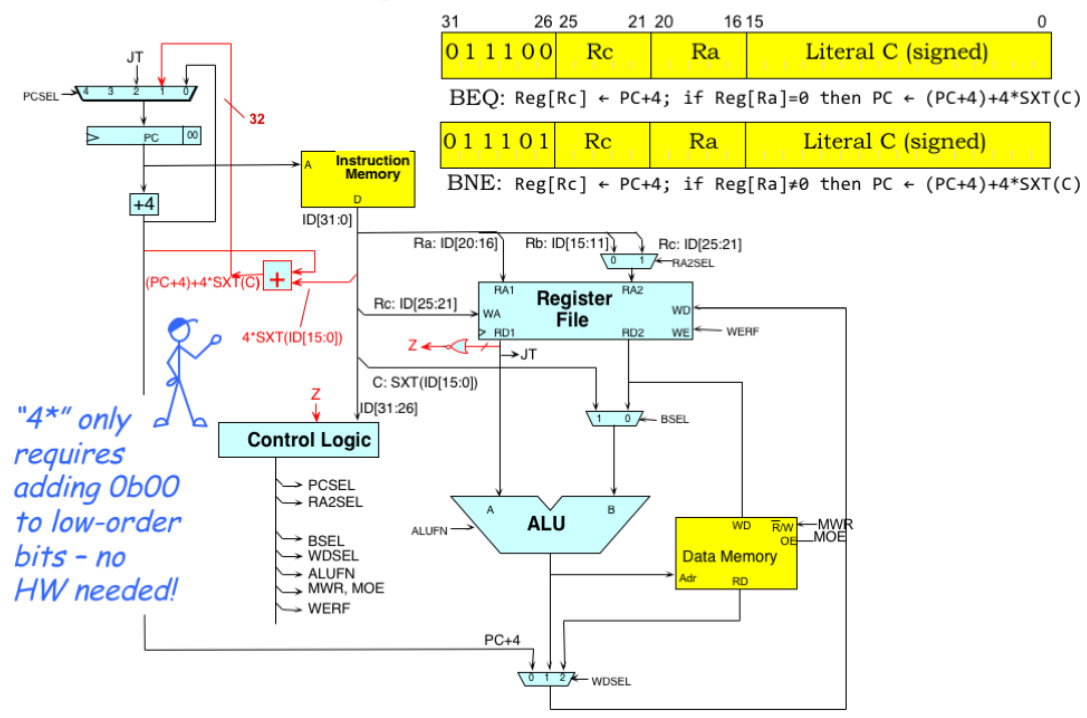 31 26 25 21 20 16 15 0
011100 Rc Ra Literal C (signed)
BEQ: Reg[Rc] ← PC+4; if Reg[Ra]=0 then PC ← (PC+4)+4*SXT(C)
011101 Rc Ra Literal C (signed)
BNE: Reg[Rc] ← PC+4; if Reg[Ra]≠0 then PC ← (PC+4)+4*SXT(C)
JT
PCSEL
4 3 2 1 0
32
PC 00
A Instruction
Memory
D
+4
ID[31:0]
Ra: ID[20:16] Rb: ID[15:11] Rc: ID[25:21]
0 1
RA2SEL
(PC+4)+4*SXT(C) +
RA1 RA2
Register
File
Rc: ID[25:21]
WA WD
RD1 RD2 WE
WERF
4*SXT(ID[15:0])
Z
JT
C: SXT(ID[15:0])
Z
ID[31:26]
1 0
BSEL
Control Logic
"4*" only
requires
adding 0b00
to low-order
bits – no
HW needed!
PCSEL
RA2SEL
BSEL
WDSEL
ALUFN
MWR, MOE
WERF
A B
ALU
ALUFN
WD R/W
MWR
OE
MOE
Data Memory
Adr RD
PC+4
0 1 2
WDSEL